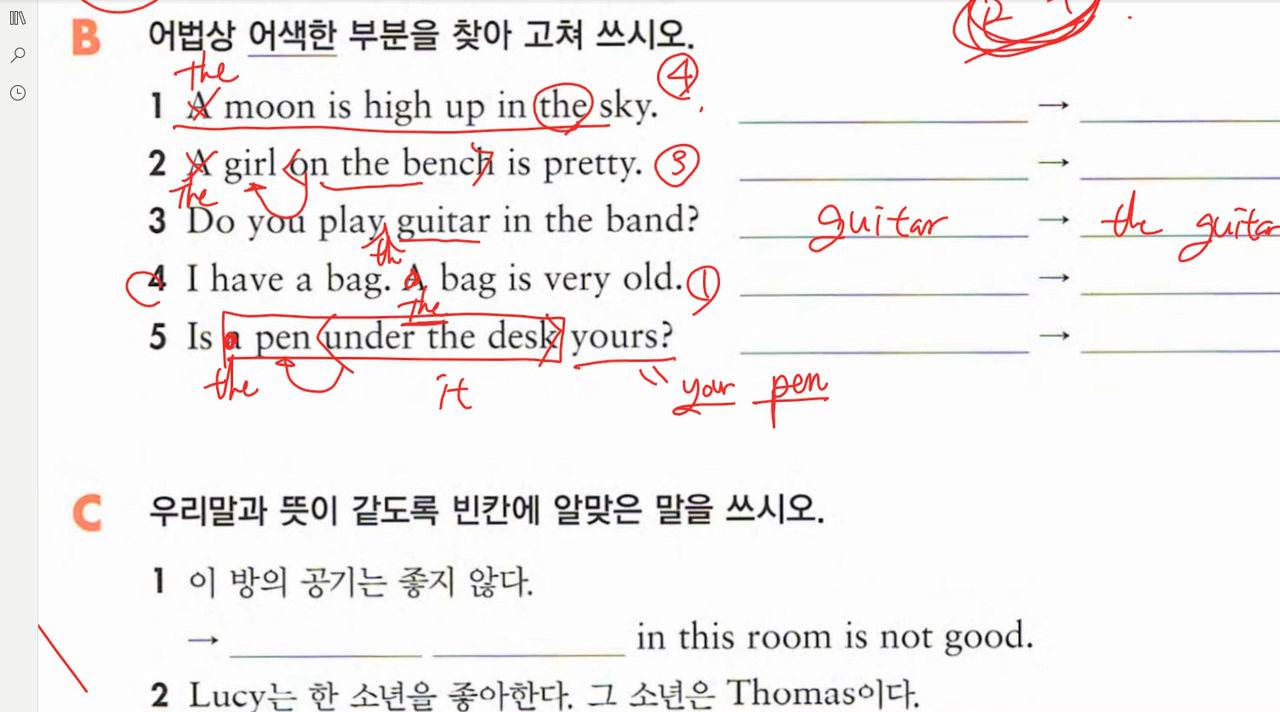 B 어법상 어색한 부분을 찾아 고쳐 쓰시오.
the
④
1 A moon is high up in the sky. →
2 A girl on the bench is pretty. ③ →
The
3 Do you play guitar in the band? guitar → the guitar
the
4 I have a bag. A bag is very old. ① →
the
5 Is a pen under the desk yours? →
the it " your pen
C 우리말과 뜻이 같도록 빈칸에 알맞은 말을 쓰시오.
1 이 방의 공기는 좋지 않다.
→ in this room is not good.
2 Lucy는 한 소년을 좋아한다. 그 소년은 Thomas이다.